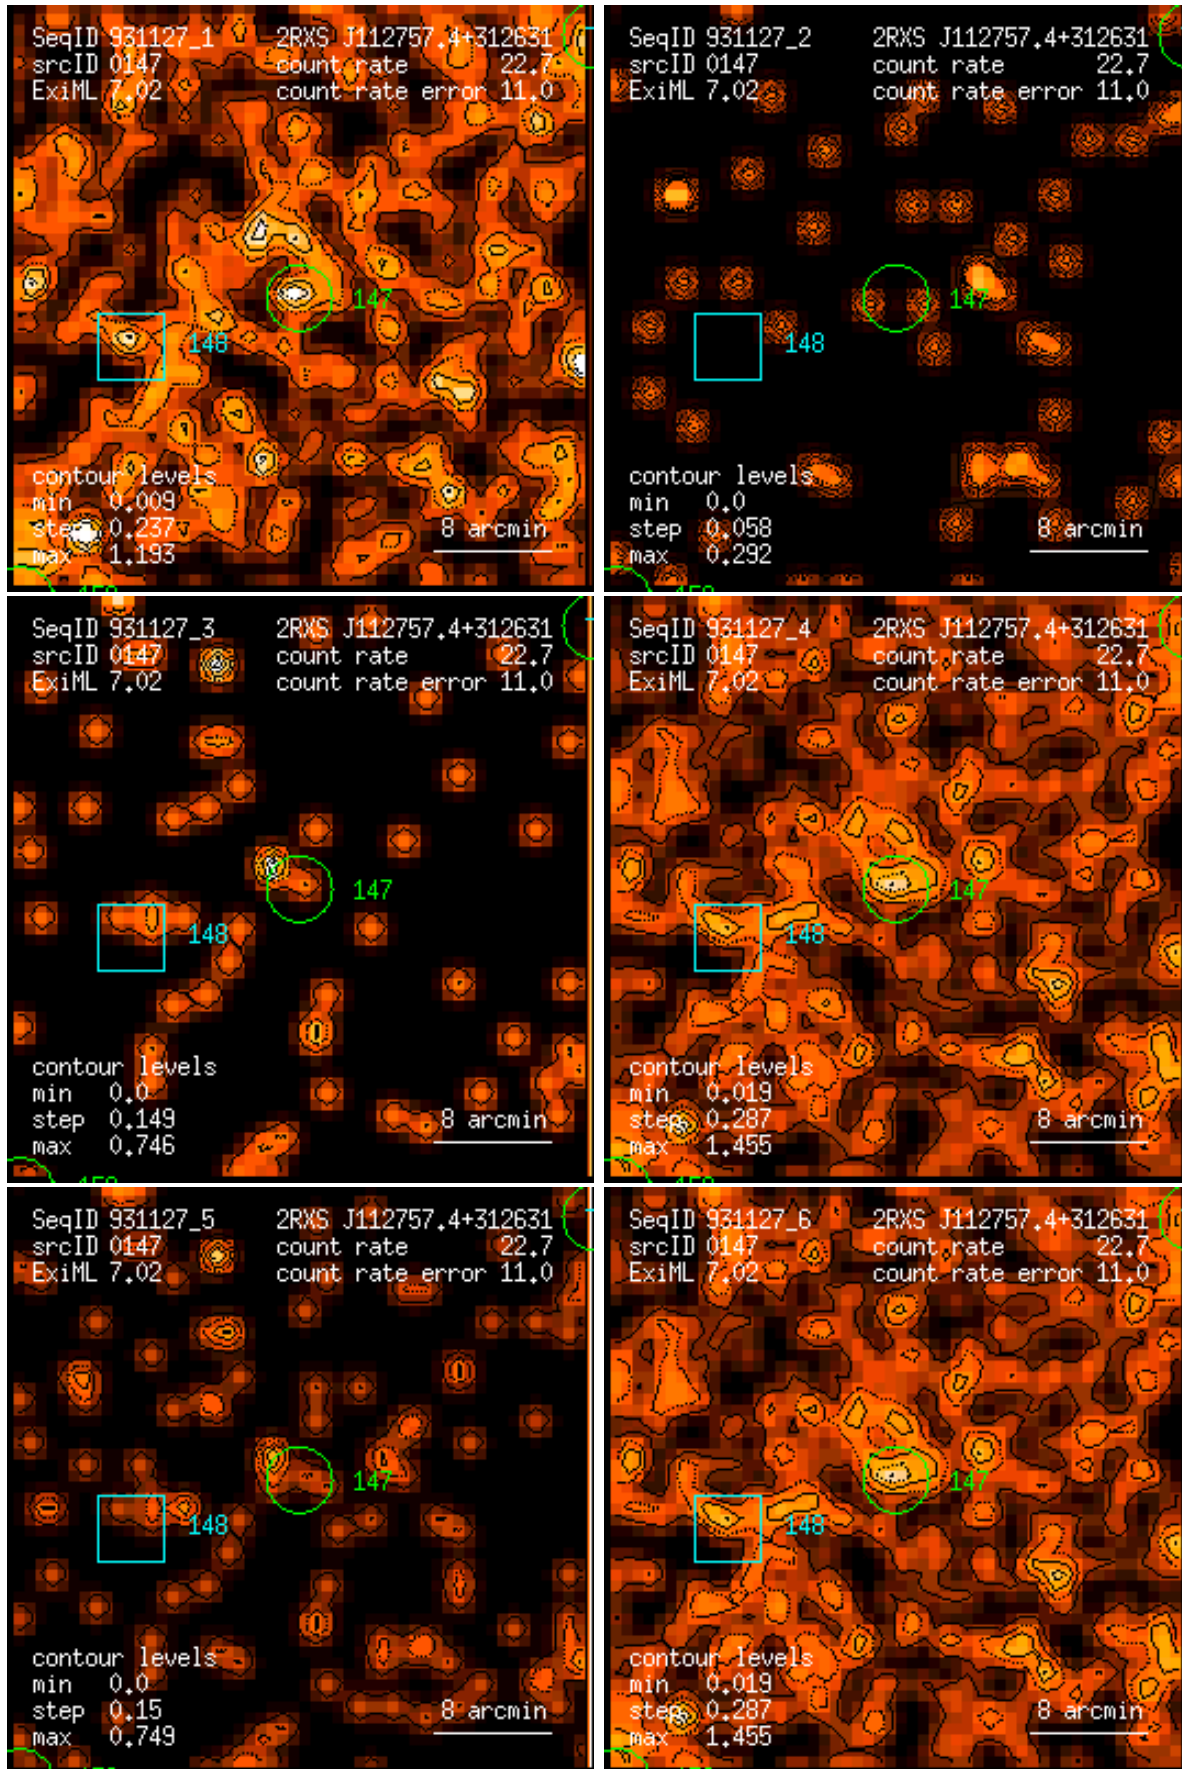 SeqID 931127_1 2RXS J112757.4+312631
srcID 0147 count rate 22.7
ExiML 7.02 count rate error 11.0
147
148
contour levels
min 0.009
step 0.237 8 arcmin
max 1.193
SeqID 931127_2 2RXS J112757.4+312631
srcID 0147 count rate 22.7
ExiML 7.02 count rate error 11.0
147
148
contour levels
min 0.0
step 0.058 8 arcmin
max 0.292
SeqID 931127_3 2RXS J112757.4+312631
srcID 0147 count rate 22.7
ExiML 7.02 count rate error 11.0
147
148
contour levels
min 0.0
step 0.149 8 arcmin
max 0.746
SeqID 931127_4 2RXS J112757.4+312631
srcID 0147 count rate 22.7
ExiML 7.02 count rate error 11.0
147
148
contour levels
min 0.019
step 0.287 8 arcmin
max 1.455
SeqID 931127_5 2RXS J112757.4+312631
srcID 0147 count rate 22.7
ExiML 7.02 count rate error 11.0
147
148
contour levels
min 0.0
step 0.15 8 arcmin
max 0.749
SeqID 931127_6 2RXS J112757.4+312631
srcID 0147 count rate 22.7
ExiML 7.02 count rate error 11.0
147
148
contour levels
min 0.019
step 0.287 8 arcmin
max 1.455